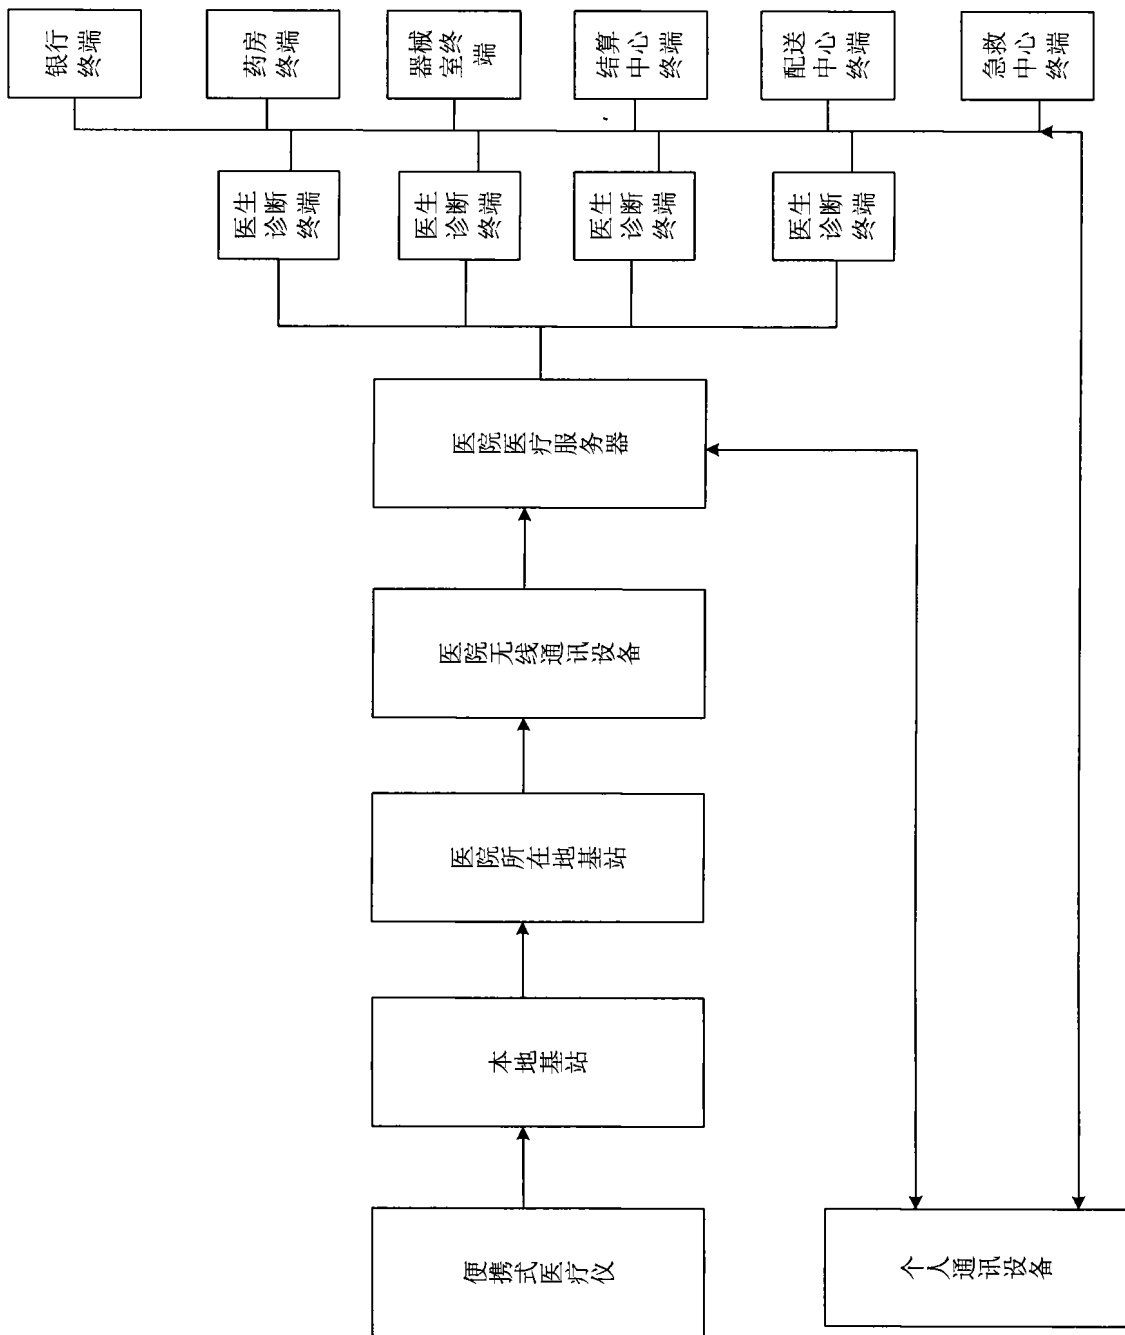 银行
终端
药房
终端
器械
室终
端
结算
中心
终端
配送
中心
终端
急救
中心
终端
医生
诊断
终端
医生
诊断
终端
医生
诊断
终端
医生
诊断
终端
医院医疗服务器
医院无线通讯设备
医院所在地基站
本地基站
便携式医疗仪
个人通讯设备